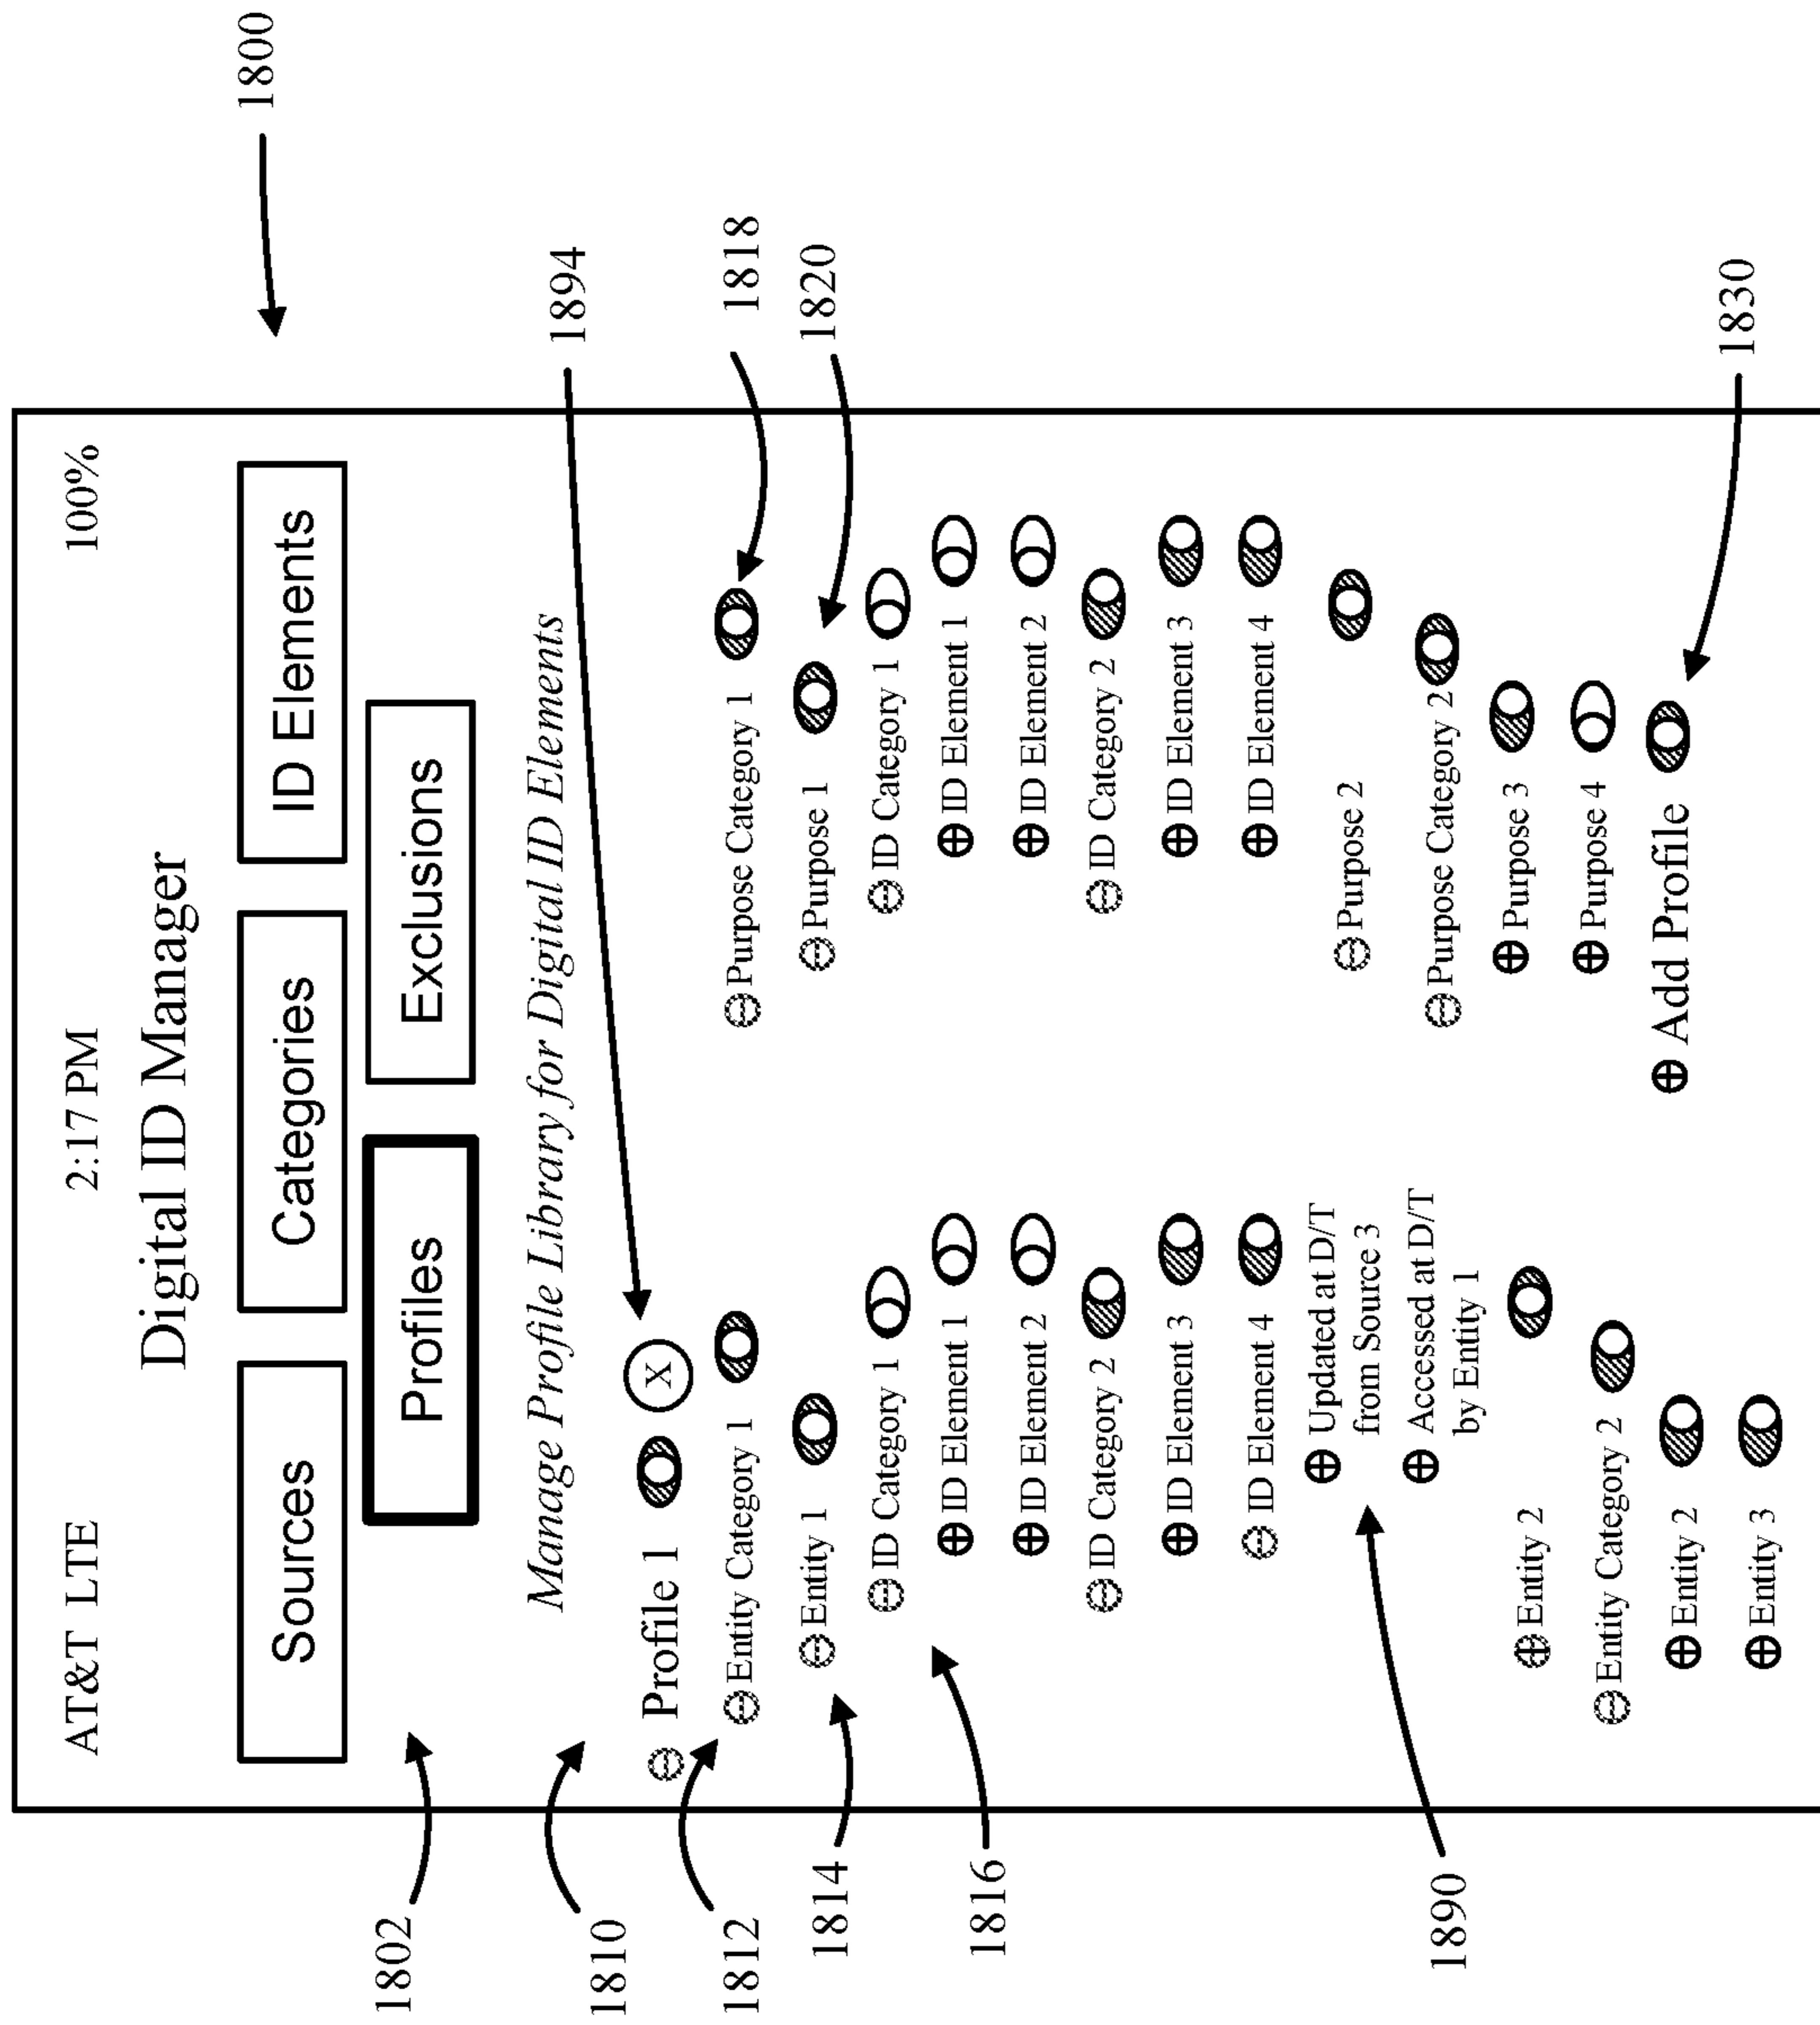 AT&T LTE 2:17 PM 100%
Digital ID Manager
Sources Categories ID Elements
Profiles Exclusions
Manage Profile Library for Digital ID Elements
Profile 1 X
Entity Category 1
Entity 1
ID Category 1
ID Element 1
ID Element 2
ID Category 2
ID Element 3
ID Element 4
Updated at D/T
from Source 3
Accessed at D/T
by Entity 1
Entity 2
Entity Category 2
Entity 2
Entity 3
Purpose Category 1
Purpose 1
ID Category 1
ID Element 1
ID Element 2
ID Category 2
ID Element 3
ID Element 4
Purpose 2
Purpose Category 2
Purpose 3
Purpose 4
Add Profile
1802
1810
1812
1814
1816
1890
1800
1894
1818
1820
1830